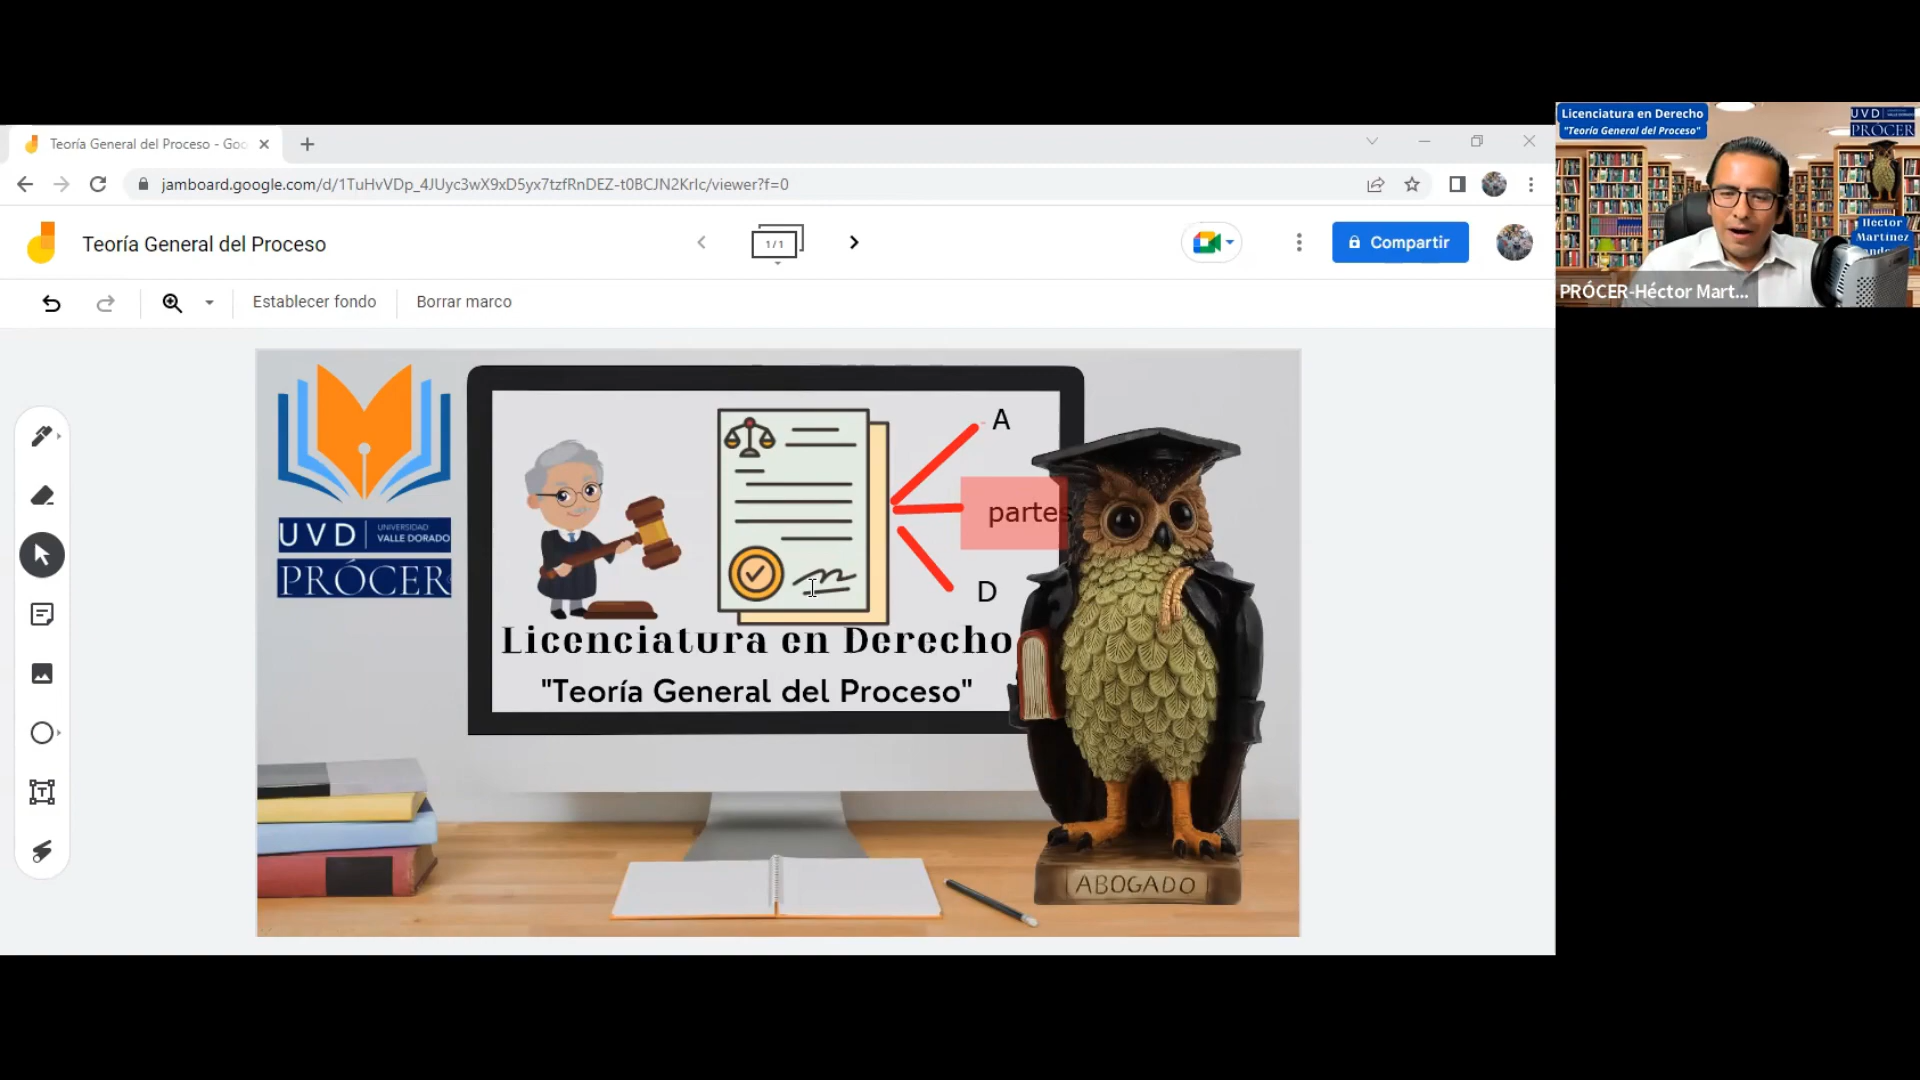 Teoría General del Proceso - Goo
jamboard.google.com/d/1TuHvVDp_4JUyc3wX9xD5yx7tzfRnDEZ-t0BCJN2KrIc/viewer?f=0
Teoría General del Proceso
1/1
Compartir
Establecer fondo
Borrar marco
UVD
UNIVERSIDAD
VALLE DORADO
PRÓCER
A
partes
D
Licenciatura en Derecho
"Teoría General del Proceso"
ABOGADO
Licenciatura en Derecho
"Teoría General del Proceso"
UVD
PRÓCER
Héctor
Martínez
PRÓCER-Héctor Mart...